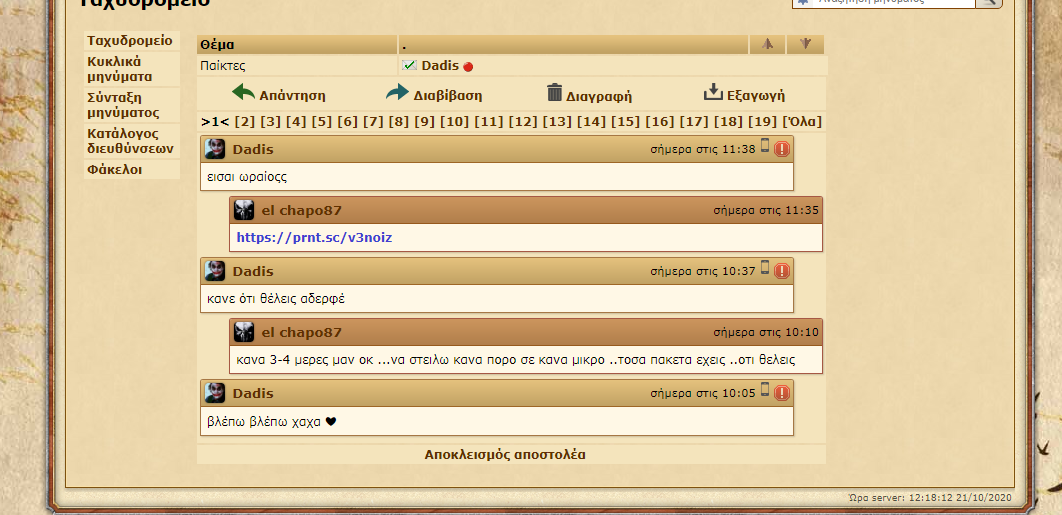 Ταχυδρομείο
Αναζήτηση μηνύματος
Ταχυδρομείο
Κυκλικά
μηνύματα
Σύνταξη
μηνύματος
Κατάλογος
διευθύνσεων
Φάκελοι
Θέμα .
Παίκτες Dadis
Απάντηση Διαβίβαση Διαγραφή Εξαγωγή
>1< [2] [3] [4] [5] [6] [7] [8] [9] [10] [11] [12] [13] [14] [15] [16] [17] [18] [19] [Όλα]
Dadis σήμερα στις 11:38
εισαι ωραίοςς
el chapo87 σήμερα στις 11:35
https://prnt.sc/v3noiz
Dadis σήμερα στις 10:37
κανε ότι θέλεις αδερφέ
el chapo87 σήμερα στις 10:10
κανα 3-4 μερες μαν οκ ...να στειλω κανα πορο σε κανα μικρο ..τοσα πακετα εχεις ..οτι θελεις
Dadis σήμερα στις 10:05
βλέπω βλέπω χαχα ♥
Αποκλεισμός αποστολέα
Ώρα server: 12:18:12 21/10/2020